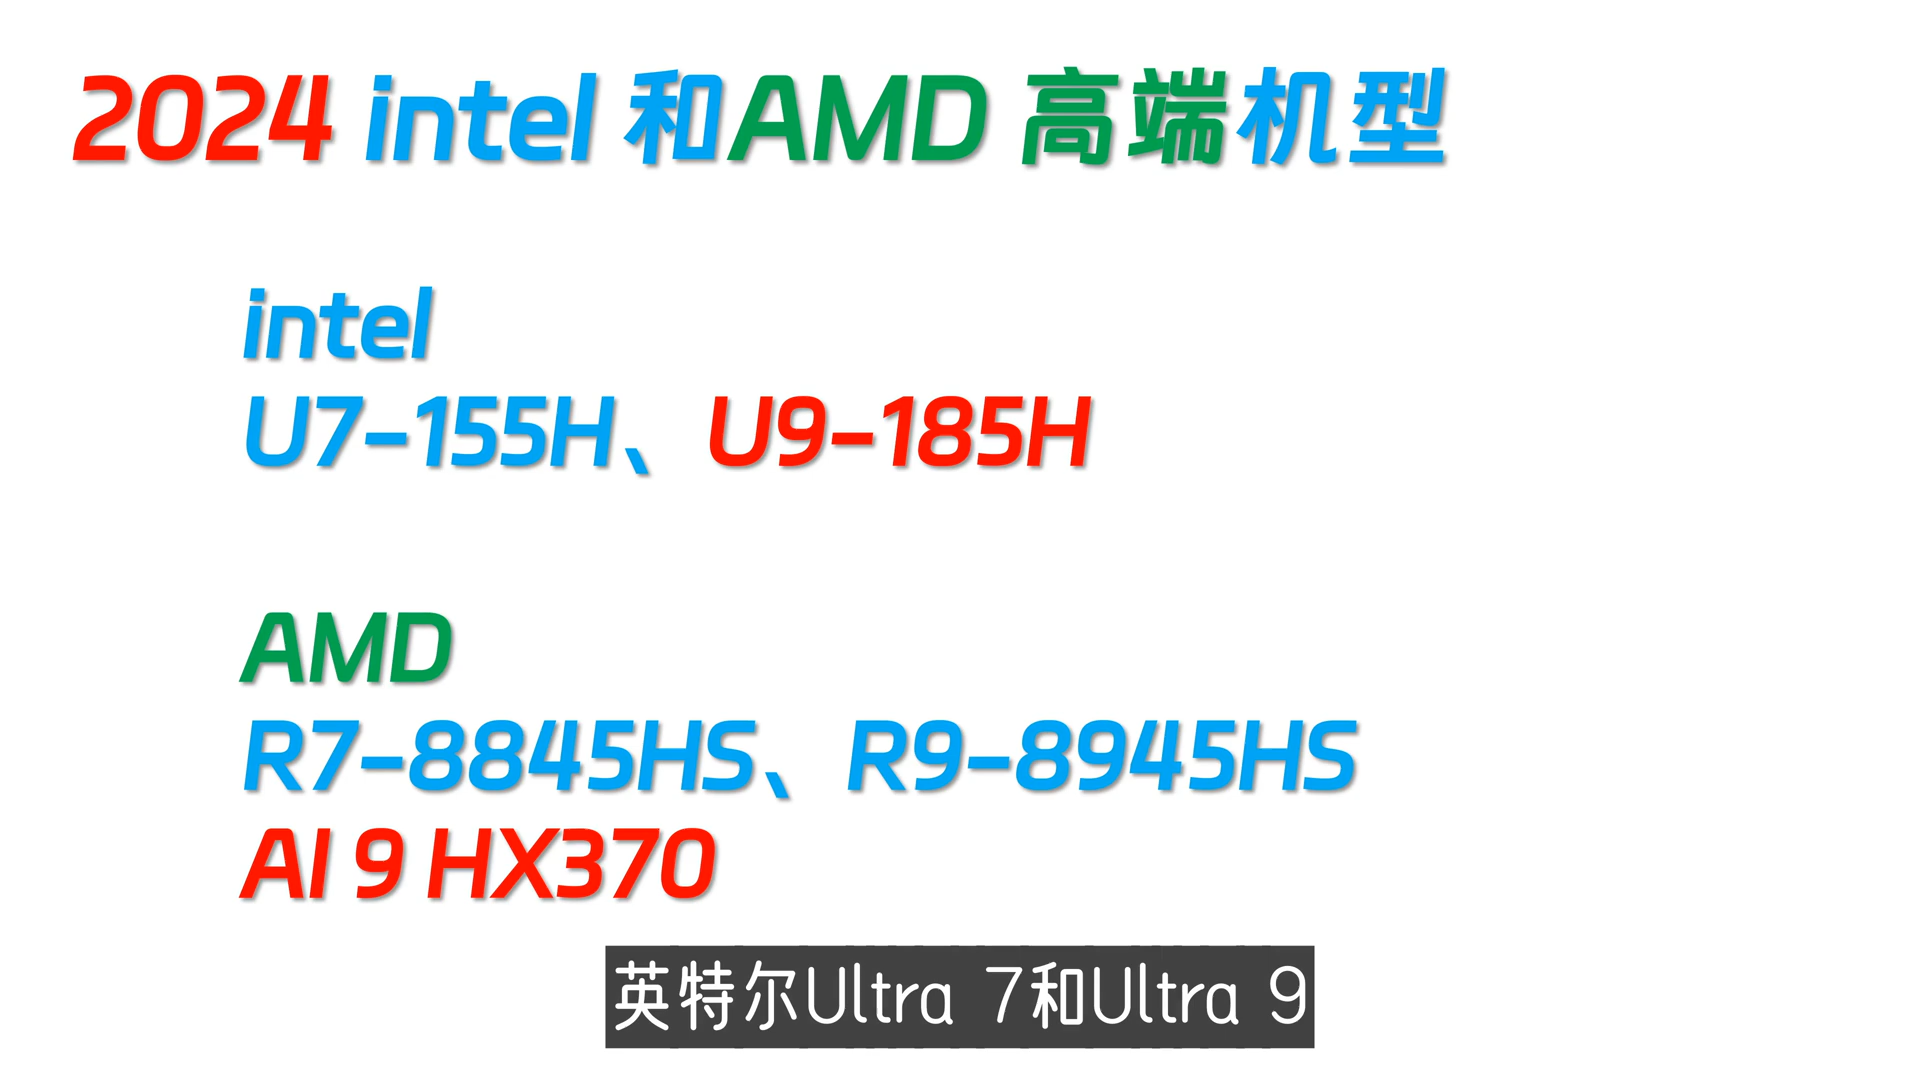 2024 intel 和AMD 高端机型
intel
U7-155H、U9-185H
AMD
R7-8845HS、R9-8945HS
AI 9 HX370
英特尔Ultra 7和Ultra 9